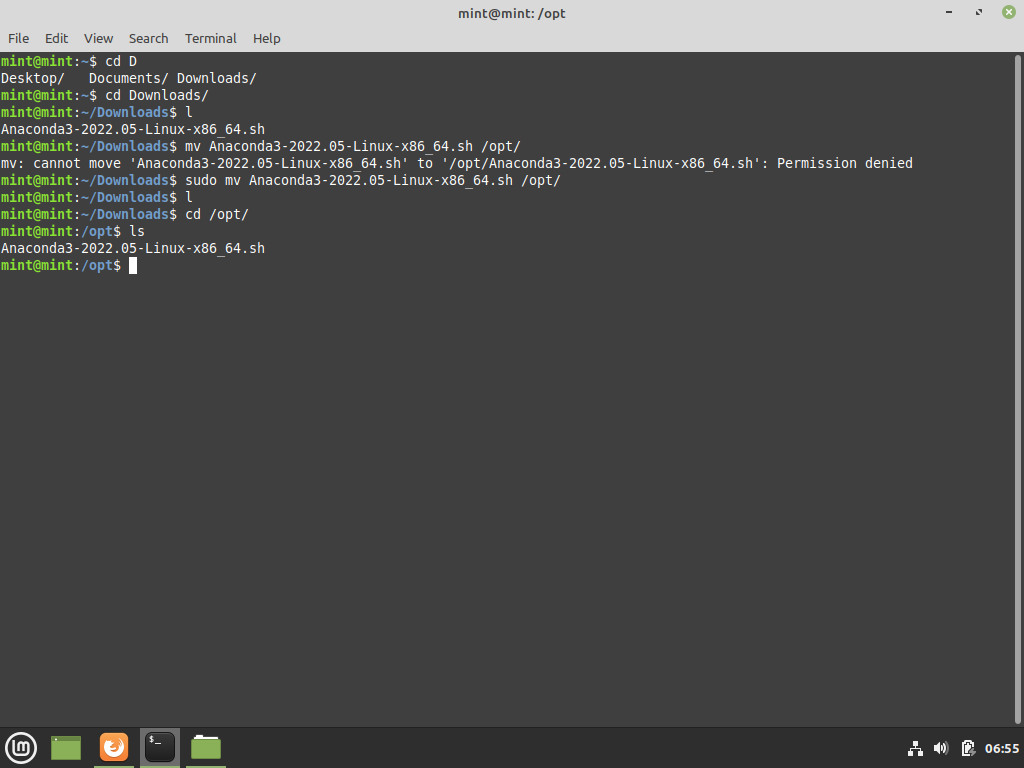 mint@mint: /opt
File Edit View Search Terminal Help
mint@mint:~$ cd D
Desktop/   Documents/ Downloads/
mint@mint:~$ cd Downloads/
mint@mint:~/Downloads$ l
Anaconda3-2022.05-Linux-x86_64.sh
mint@mint:~/Downloads$ mv Anaconda3-2022.05-Linux-x86_64.sh /opt/
mv: cannot move 'Anaconda3-2022.05-Linux-x86_64.sh' to '/opt/Anaconda3-2022.05-Linux-x86_64.sh': Permission denied
mint@mint:~/Downloads$ sudo mv Anaconda3-2022.05-Linux-x86_64.sh /opt/
mint@mint:~/Downloads$ l
mint@mint:~/Downloads$ cd /opt/
mint@mint:/opt$ ls
Anaconda3-2022.05-Linux-x86_64.sh
mint@mint:/opt$
$_
06:55